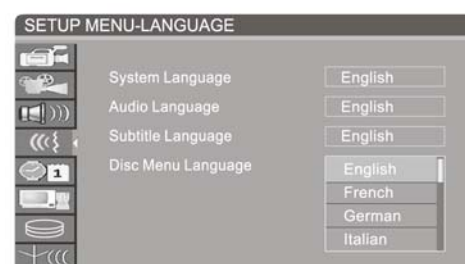 SETUP MENU-LANGUAGE
System Language English
Audio Language English
Subtitle Language English
Disc Menu Language English
French
German
Italian
1